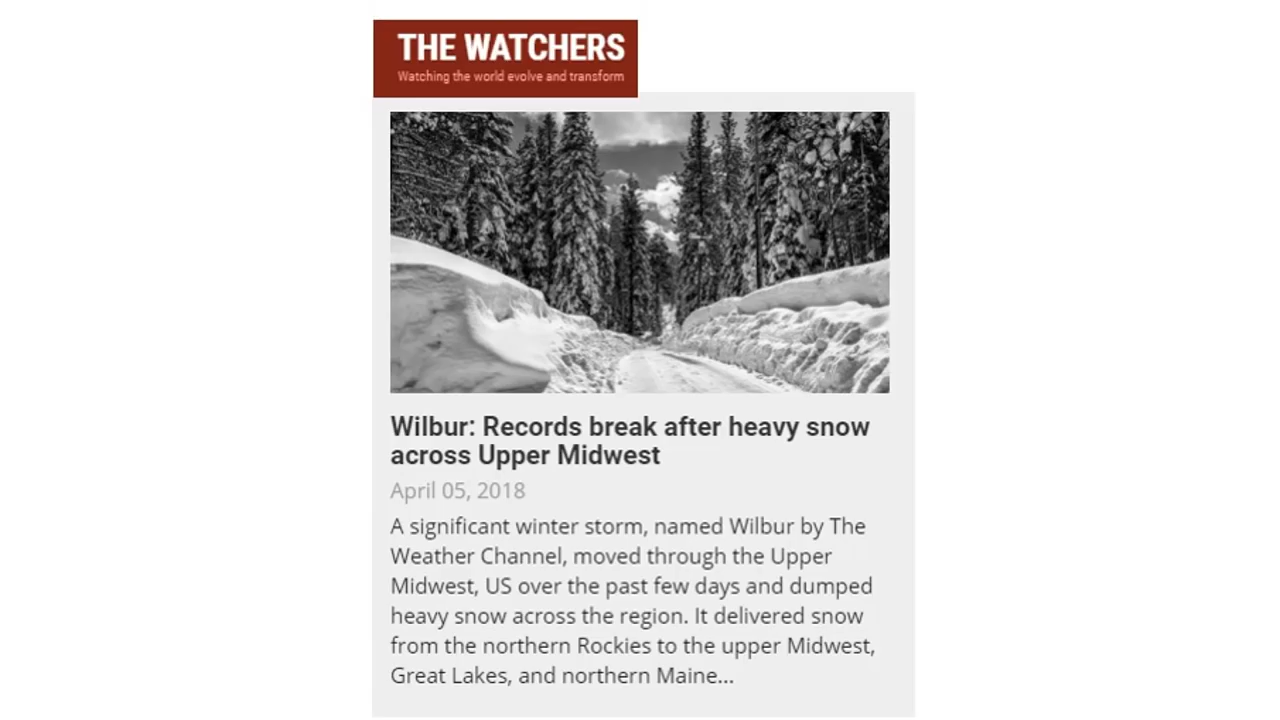 THE WATCHERS
Watching the world evolve and transform
Wilbur: Records break after heavy snow
across Upper Midwest
April 05, 2018
A significant winter storm, named Wilbur by The
Weather Channel, moved through the Upper
Midwest, US over the past few days and dumped
heavy snow across the region. It delivered snow
from the northern Rockies to the upper Midwest,
Great Lakes, and northern Maine...